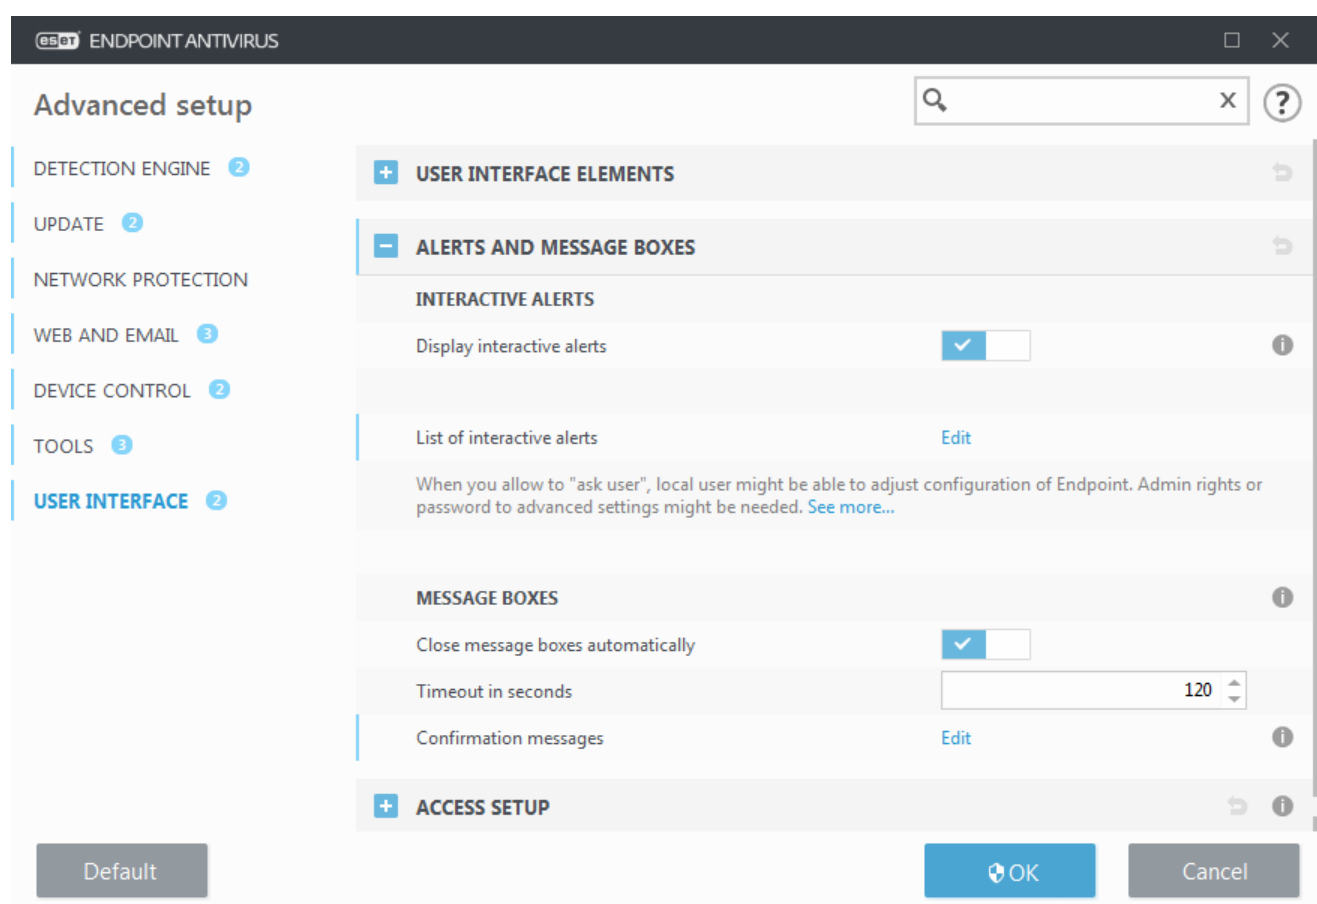 eseT ENDPOINT ANTIVIRUS
Advanced setup
X
?
DETECTION ENGINE 2
UPDATE 2
NETWORK PROTECTION
WEB AND EMAIL 3
DEVICE CONTROL 2
TOOLS 3
USER INTERFACE 2
USER INTERFACE ELEMENTS
ALERTS AND MESSAGE BOXES
INTERACTIVE ALERTS
Display interactive alerts
i
List of interactive alerts Edit
When you allow to "ask user", local user might be able to adjust configuration of Endpoint. Admin rights or
password to advanced settings might be needed. See more...
MESSAGE BOXES i
Close message boxes automatically
Timeout in seconds 120
Confirmation messages Edit i
ACCESS SETUP i
Default OK Cancel